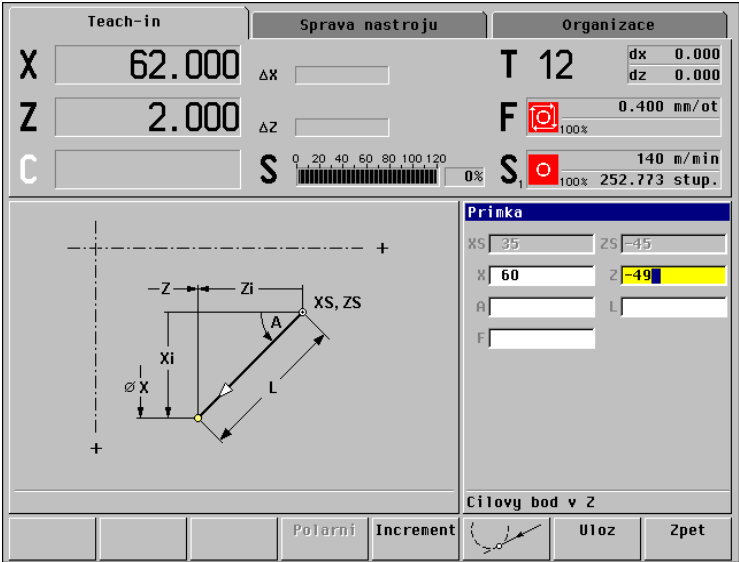 Teach-in Sprava nastroju Organizace
X 62.000 ΔX T 12 dx 0.000
dz 0.000
Z 2.000 ΔZ F 100% 0.400 mm/ot
C S 0 20 40 60 80 100 120 0% S1 100% 140 m/min
252.773 stup.
Primka
XS 35 ZS -45
X 60 Z -49
A L
F
Z Zi
XS, ZS
A
Xi
⌀ X
L
Cilovy bod v Z
Polarni Increment Uloz Zpet